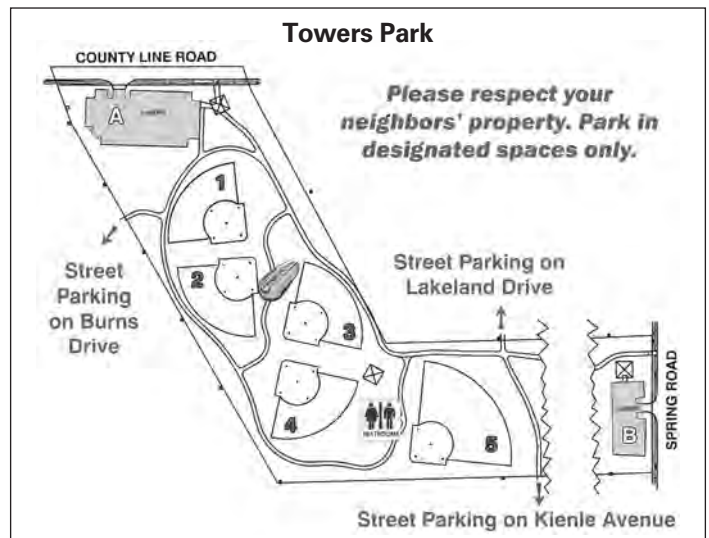 Towers Park
COUNTY LINE ROAD
Please respect your
neighbors' property. Park in
designated spaces only.
A
1
2
Street
Parking
on Burns
Drive
3
4
Street Parking on
Lakeland Drive
5
B
SPRING ROAD
Street Parking on Kienle Avenue